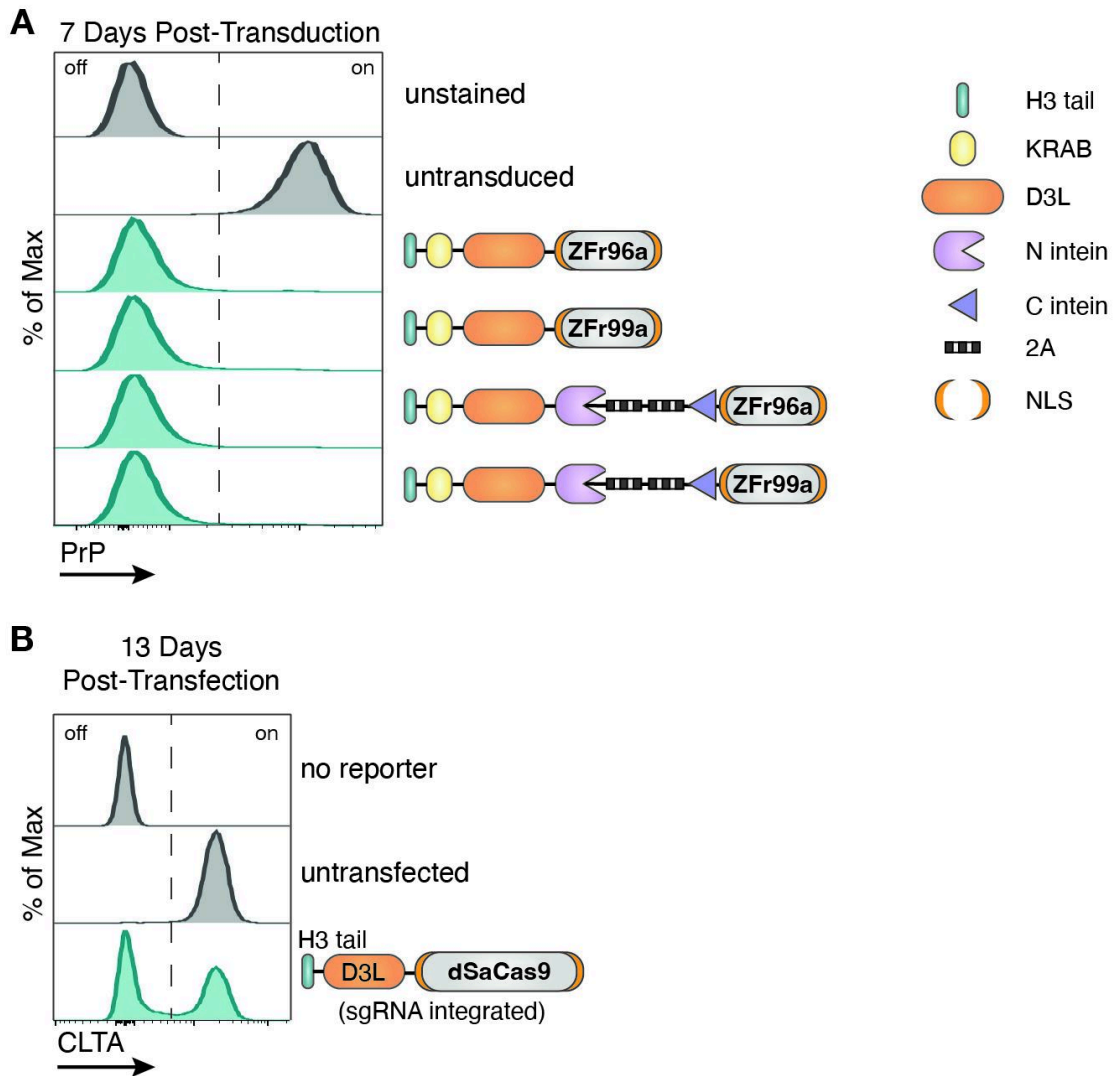 A
7 Days Post-Transduction
off
on
unstained
untransduced
ZFr96a
ZFr99a
ZFr96a
ZFr99a
% of Max
PrP
H3 tail
KRAB
D3L
N intein
C intein
2A
NLS
B
13 Days
Post-Transfection
off
on
no reporter
untransfected
H3 tail
D3L
dSaCas9
(sgRNA integrated)
% of Max
CLTA